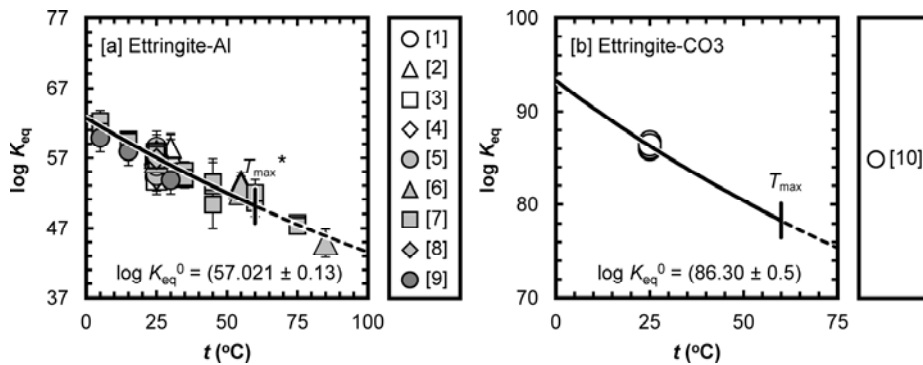 [a] Ettringite-Al
log Keq
77
67
57
47
37
Tmax*
log Keq⁰ = (57.021 ± 0.13)
0 25 50 75 100
t (ºC)
[1]
[2]
[3]
[4]
[5]
[6]
[7]
[8]
[9]
[b] Ettringite-CO3
log Keq
100
90
80
70
Tmax
log Keq⁰ = (86.30 ± 0.5)
0 25 50 75
t (ºC)
[10]